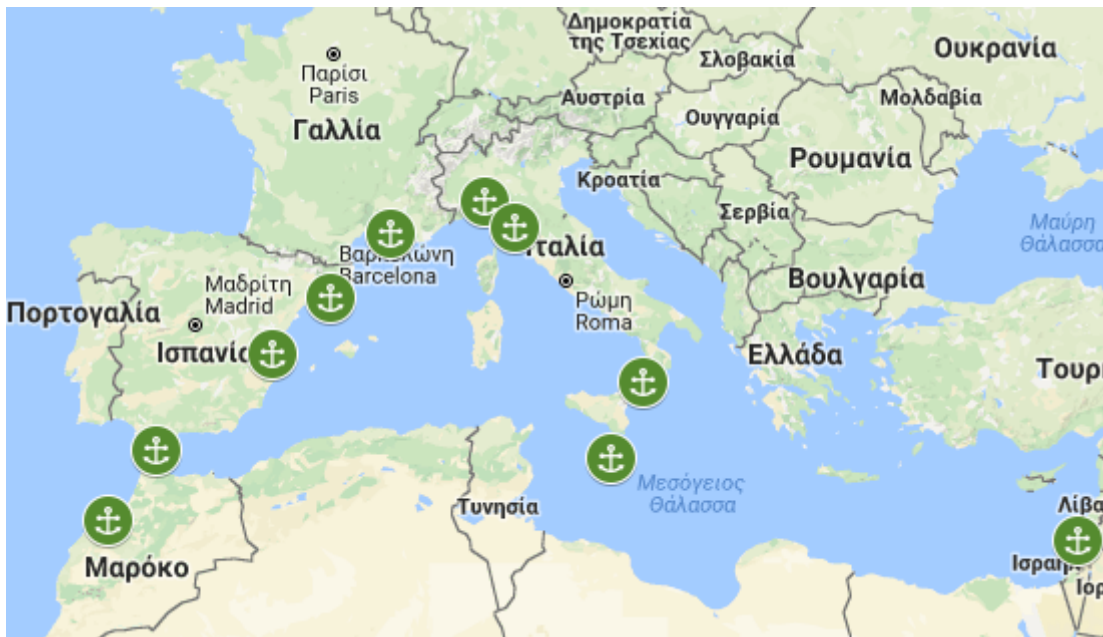 Δημοκρατία
της Τσεχίας
Ουκρανία
Παρίσι
Paris
Σλοβακία
Αυστρία
Μολδαβία
Γαλλία
Ουγγαρία
Ρουμανία
Κροατία
Σερβία
Μαύρη
Θάλασσα
Ιταλία
Barcelona
Μαδρίτη
Madrid
Βουλγαρία
Πορτογαλία
Ρώμη
Roma
Ελλάδα
Μεσόγειος
Θάλασσα
Τυνησία
Μαρόκο